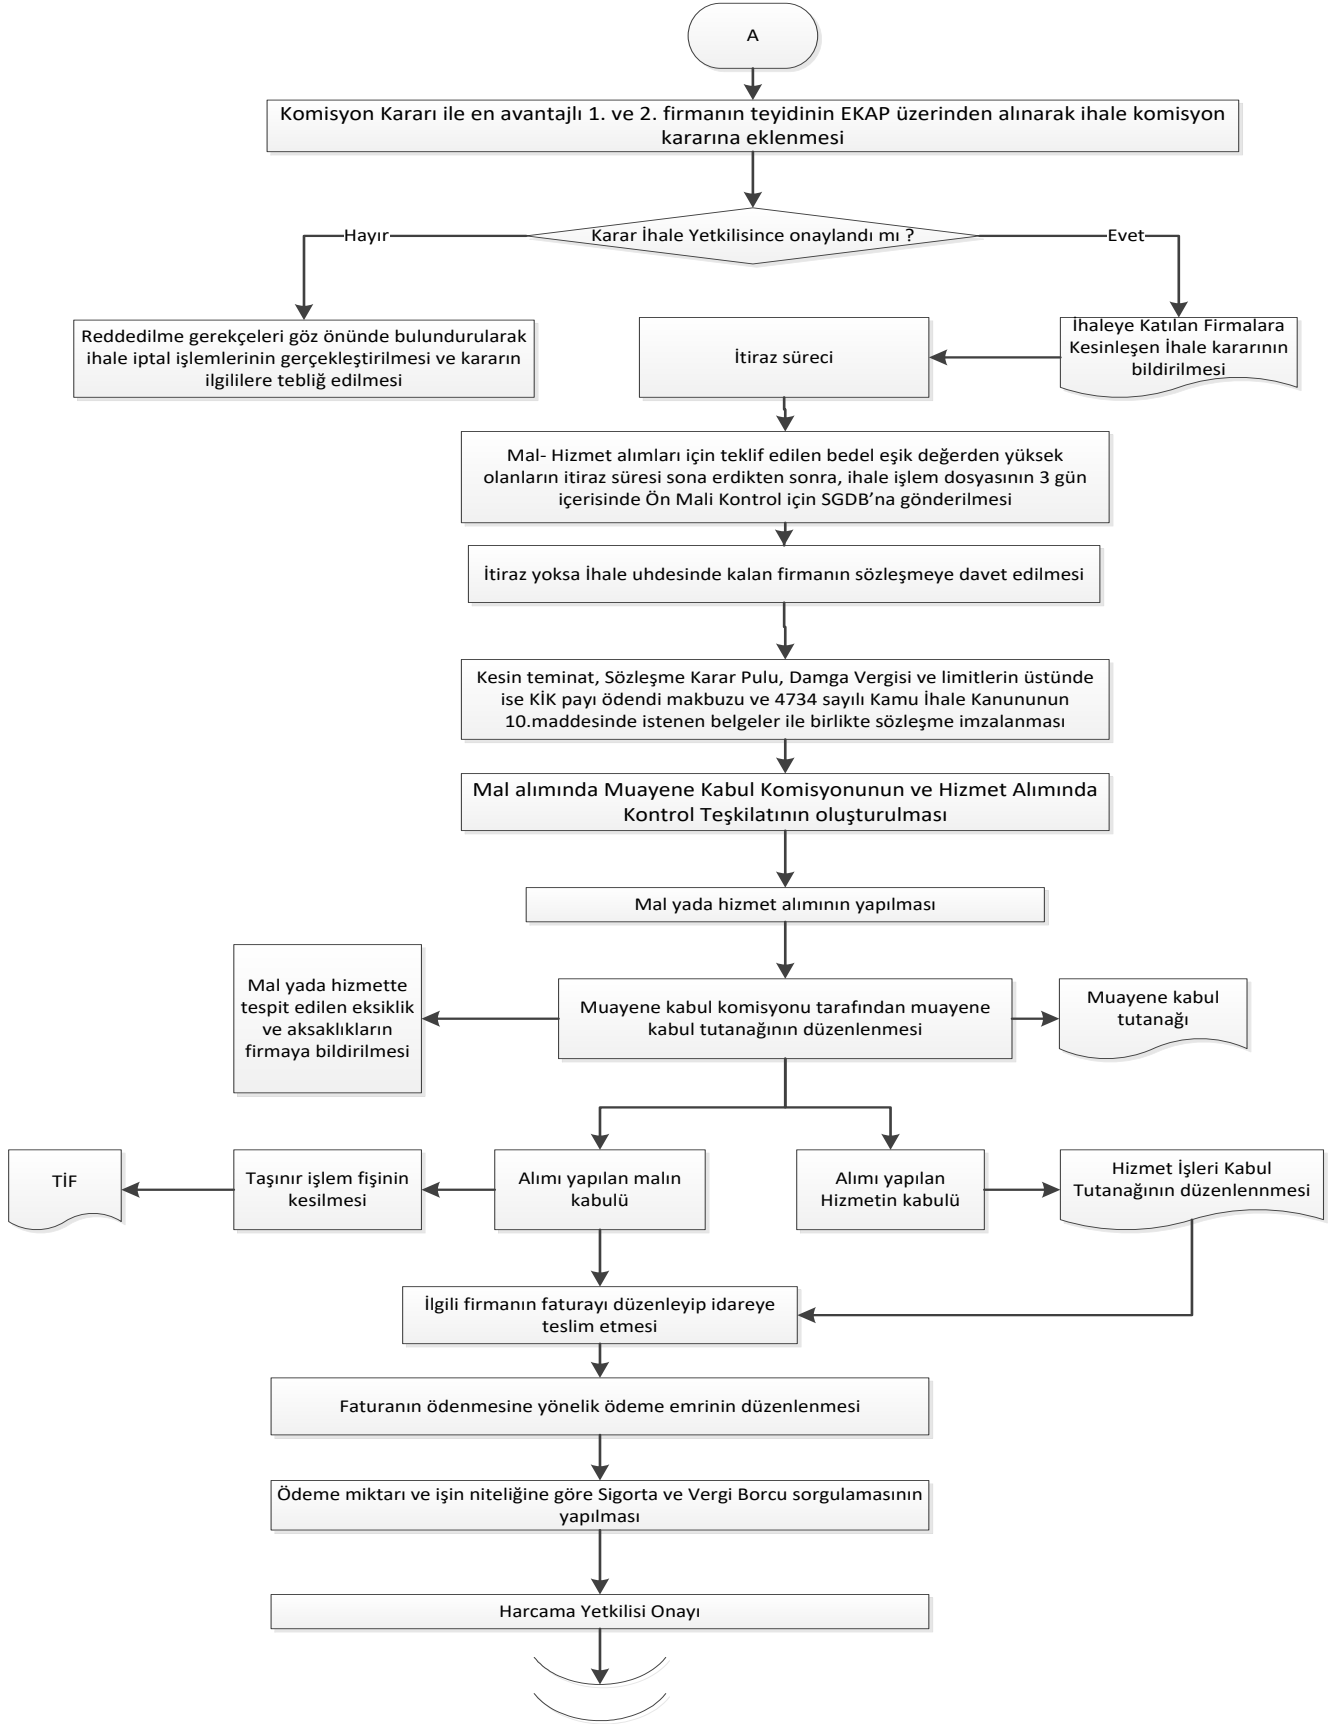 A
Komisyon Kararı ile en avantajlı 1. ve 2. firmanın teyidinin EKAP üzerinden alınarak ihale komisyon
kararına eklenmesi
Hayır
Karar İhale Yetkilisince onaylandı mı ?
Evet
Reddedilme gerekçeleri göz önünde bulundurularak
ihale iptal işlemlerinin gerçekleştirilmesi ve kararın
ilgililere tebliğ edilmesi
İtiraz süreci
İhaleye Katılan Firmalara
Kesinleşen İhale kararının
bildirilmesi
Mal- Hizmet alımları için teklif edilen bedel eşik değerden yüksek
olanların itiraz süresi sona erdikten sonra, ihale işlem dosyasının 3 gün
içerisinde Ön Mali Kontrol için SGDB’na gönderilmesi
İtiraz yoksa İhale uhdesinde kalan firmanın sözleşmeye davet edilmesi
Kesin teminat, Sözleşme Karar Pulu, Damga Vergisi ve limitlerin üstünde
ise KİK payı ödendi makbuzu ve 4734 sayılı Kamu İhale Kanununun
10.maddesinde istenen belgeler ile birlikte sözleşme imzalanması
Mal alımında Muayene Kabul Komisyonunun ve Hizmet Alımında
Kontrol Teşkilatının oluşturulması
Mal yada hizmet alımının yapılması
Mal yada hizmette
tespit edilen eksiklik
ve aksaklıkların
firmaya bildirilmesi
Muayene kabul komisyonu tarafından muayene
kabul tutanağının düzenlenmesi
Muayene kabul
tutanağı
TİF
Taşınır işlem fişinin
kesilmesi
Alımı yapılan malın
kabulü
Alımı yapılan
Hizmetin kabulü
Hizmet İşleri Kabul
Tutanağının düzenlennmesi
İlgili firmanın faturayı düzenleyip idareye
teslim etmesi
Faturanın ödenmesine yönelik ödeme emrinin düzenlenmesi
Ödeme miktarı ve işin niteliğine göre Sigorta ve Vergi Borcu sorgulamasının
yapılması
Harcama Yetkilisi Onayı